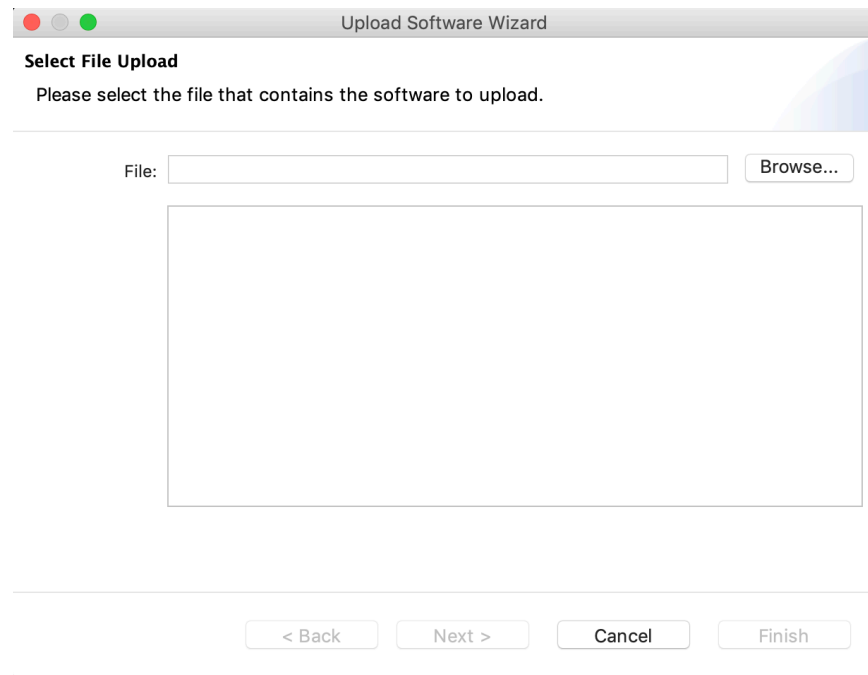 Upload Software Wizard
Select File Upload
Please select the file that contains the software to upload.
File:
Browse...
< Back
Next >
Cancel
Finish